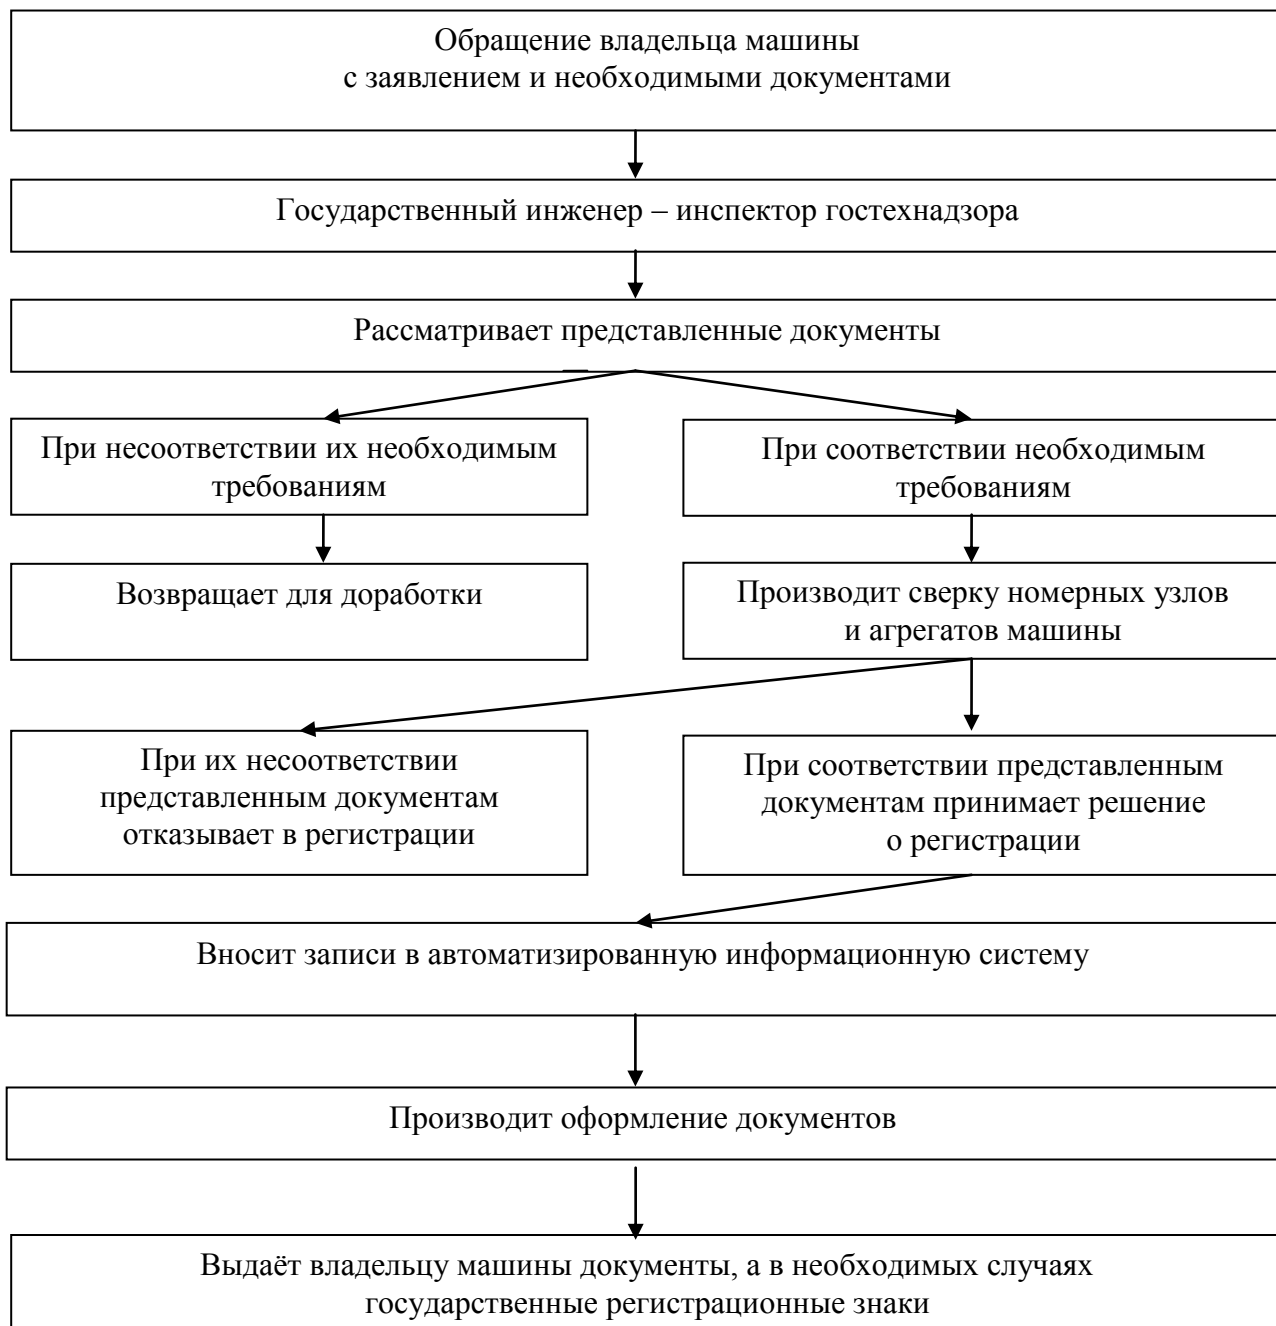 Обращение владельца машины
с заявлением и необходимыми документами
Государственный инженер – инспектор гостехнадзора
Рассматривает представленные документы
При несоответствии их необходимым
требованиям
При соответствии необходимым
требованиям
Возвращает для доработки
Производит сверку номерных узлов
и агрегатов машины
При их несоответствии
представленным документам
отказывает в регистрации
При соответствии представленным
документам принимает решение
о регистрации
Вносит записи в автоматизированную информационную систему
Производит оформление документов
Выдаёт владельцу машины документы, а в необходимых случаях
государственные регистрационные знаки